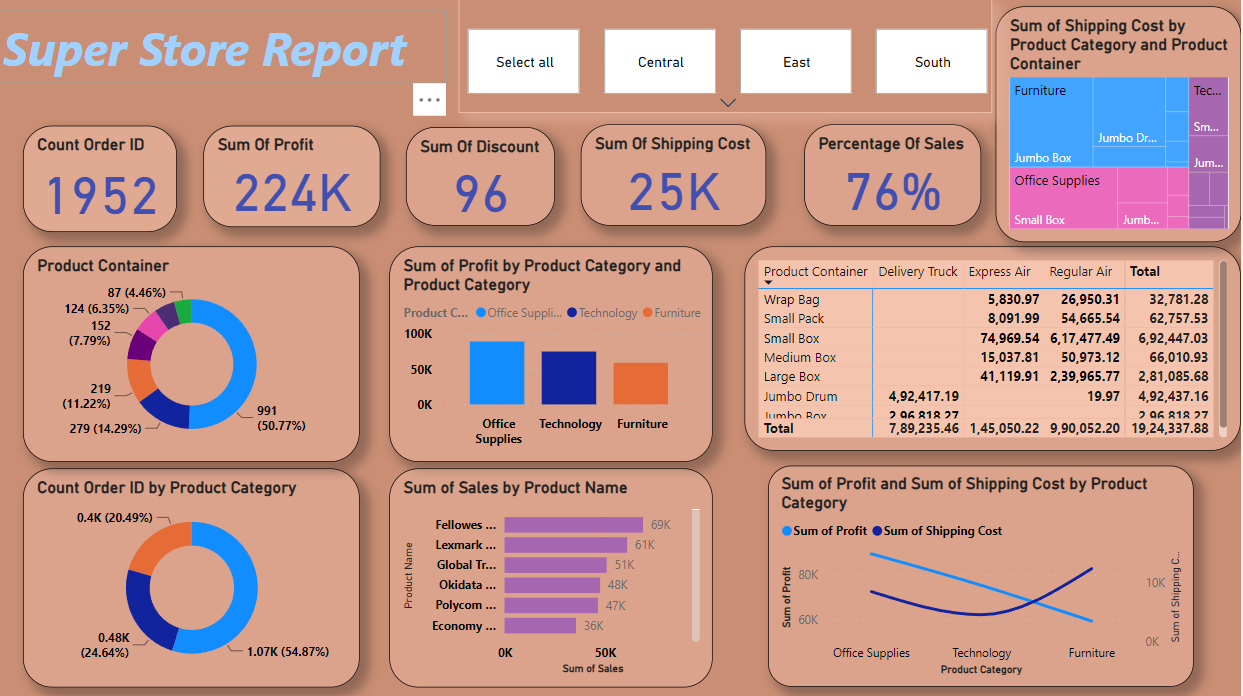 Super Store Report
Select all
Central
East
South
Sum of Shipping Cost by
Product Category and Product
Container
Furniture
Jumbo Box
Jumbo Dr...
Tec...
Sm...
Jum...
Office Supplies
Small Box
Jumb...
Count Order ID
1952
Sum Of Profit
224K
Sum Of Discount
96
Sum Of Shipping Cost
25K
Percentage Of Sales
76%
Product Container
87 (4.46%)
124 (6.35%)
152
(7.79%)
219
(11.22%)
279 (14.29%)
991
(50.77%)
Sum of Profit by Product Category and
Product Category
Product C... Office Suppli... Technology Furniture
100K
50K
0K
Office
Supplies
Technology
Furniture
Product Container Delivery Truck Express Air Regular Air Total
Wrap Bag 5,830.97 26,950.31 32,781.28
Small Pack 8,091.99 54,665.54 62,757.53
Small Box 74,969.54 6,17,477.49 6,92,447.03
Medium Box 15,037.81 50,973.12 66,010.93
Large Box 41,119.91 2,39,965.77 2,81,085.68
Jumbo Drum 4,92,417.19 19.97 4,92,437.16
Jumbo Box 2,96,818.27 2,96,818.27
Total 7,89,235.46 1,45,050.22 9,90,052.20 19,24,337.88
Count Order ID by Product Category
0.4K (20.49%)
0.48K
(24.64%)
1.07K (54.87%)
Sum of Sales by Product Name
Product Name
Fellowes ... 69K
Lexmark ... 61K
Global Tr... 51K
Okidata ... 48K
Polycom ... 47K
Economy ... 36K
0K 50K
Sum of Sales
Sum of Profit and Sum of Shipping Cost by Product
Category
Sum of Profit Sum of Shipping Cost
Sum of Profit
80K
60K
10K
0K
Sum of Shipping C...
Office Supplies Technology Furniture
Product Category